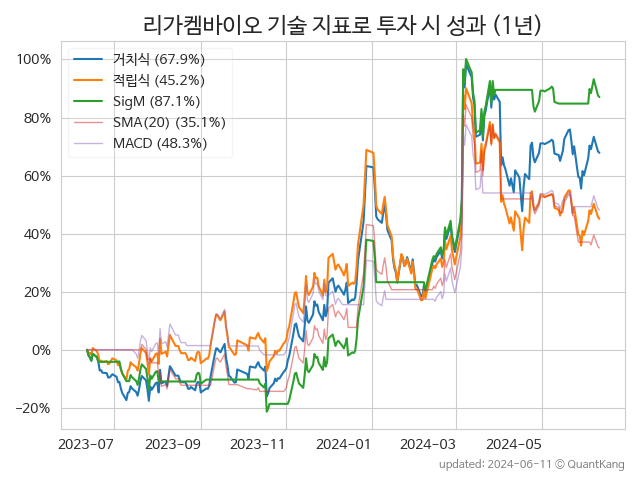 리가켐바이오 기술 지표로 투자 시 성과 (1년)
100%
80%
60%
40%
20%
0%
−20%
거치식 (67.9%)
적립식 (45.2%)
SigM (87.1%)
SMA(20) (35.1%)
MACD (48.3%)
2023-07
2023-09
2023-11
2024-01
2024-03
2024-05
updated: 2024-06-11 © QuantKang